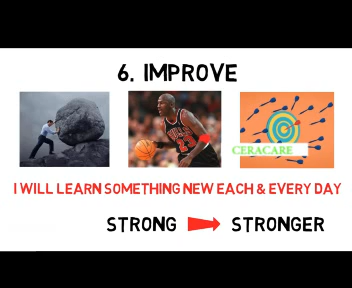 6. IMPROVE
CERACARE
I WILL LEARN SOMETHING NEW EACH & EVERY DAY
STRONG STRONGER